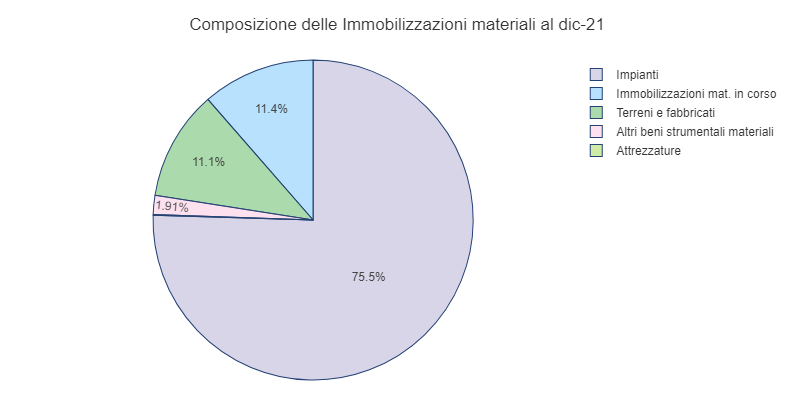 Composizione delle Immobilizzazioni materiali al dic-21
Impianti
Immobilizzazioni mat. in corso
Terreni e fabbricati
Altri beni strumentali materiali
Attrezzature
11.4%
11.1%
1.91%
75.5%